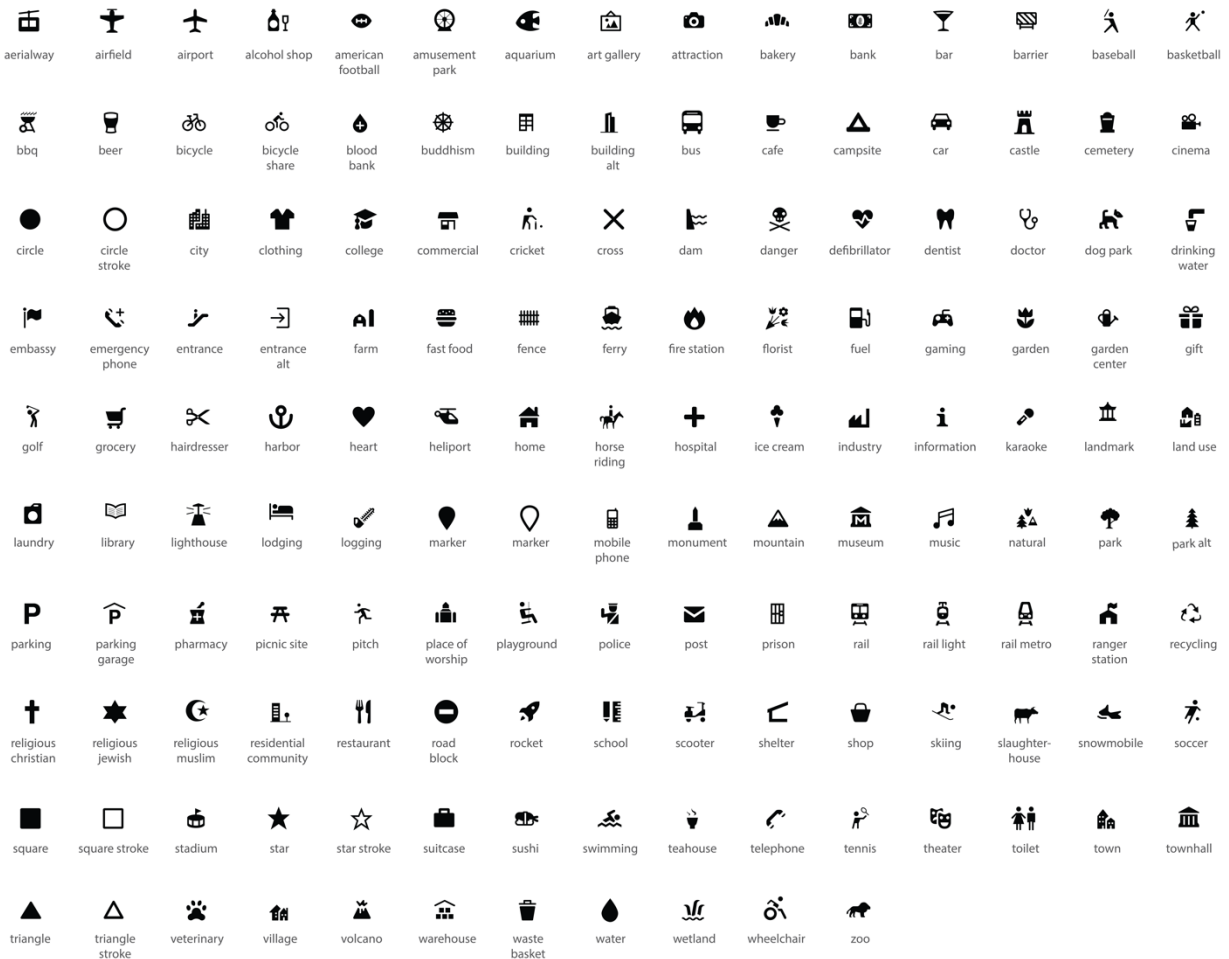 aerialway airfield airport alcohol shop american football amusement park aquarium art gallery attraction bakery bank bar barrier baseball basketball
bbq beer bicycle bicycle share blood bank buddhism building building alt bus cafe campsite car castle cemetery cinema
circle circle stroke city clothing college commercial cricket cross dam danger defibrillator dentist doctor dog park drinking water
embassy emergency phone entrance entrance alt farm fast food fence ferry fire station florist fuel gaming garden garden center gift
golf grocery hairdresser harbor heart heliport home horse riding hospital ice cream industry information karaoke landmark land use
laundry library lighthouse lodging logging marker marker mobile phone monument mountain museum music natural park park alt
P P
parking parking garage pharmacy picnic site pitch place of worship playground police post prison rail rail light rail metro ranger station recycling
religious christian religious jewish religious muslim residential community restaurant road block rocket school scooter shelter shop skiing slaughter-house snowmobile soccer
square square stroke stadium star star stroke suitcase sushi swimming teahouse telephone tennis theater toilet town townhall
triangle triangle stroke veterinary village volcano warehouse waste basket water wetland wheelchair zoo